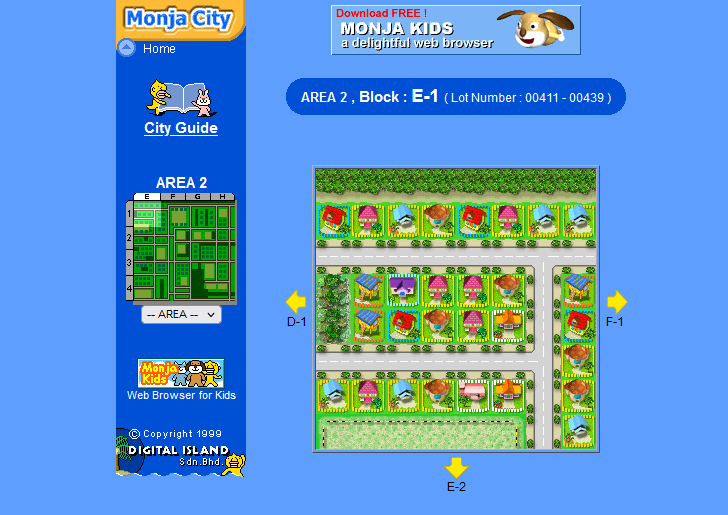 Monja City
Home
City Guide
AREA 2
E F G H
1
2
3
4
-- AREA --
Monja Kids
Web Browser for Kids
© Copyright 1999
DIGITAL ISLAND
Sdn.Bhd.
Download FREE !
MONJA KIDS
a delightful web browser
AREA 2 , Block : E-1 ( Lot Number : 00411 - 00439 )
D-1
F-1
E-2